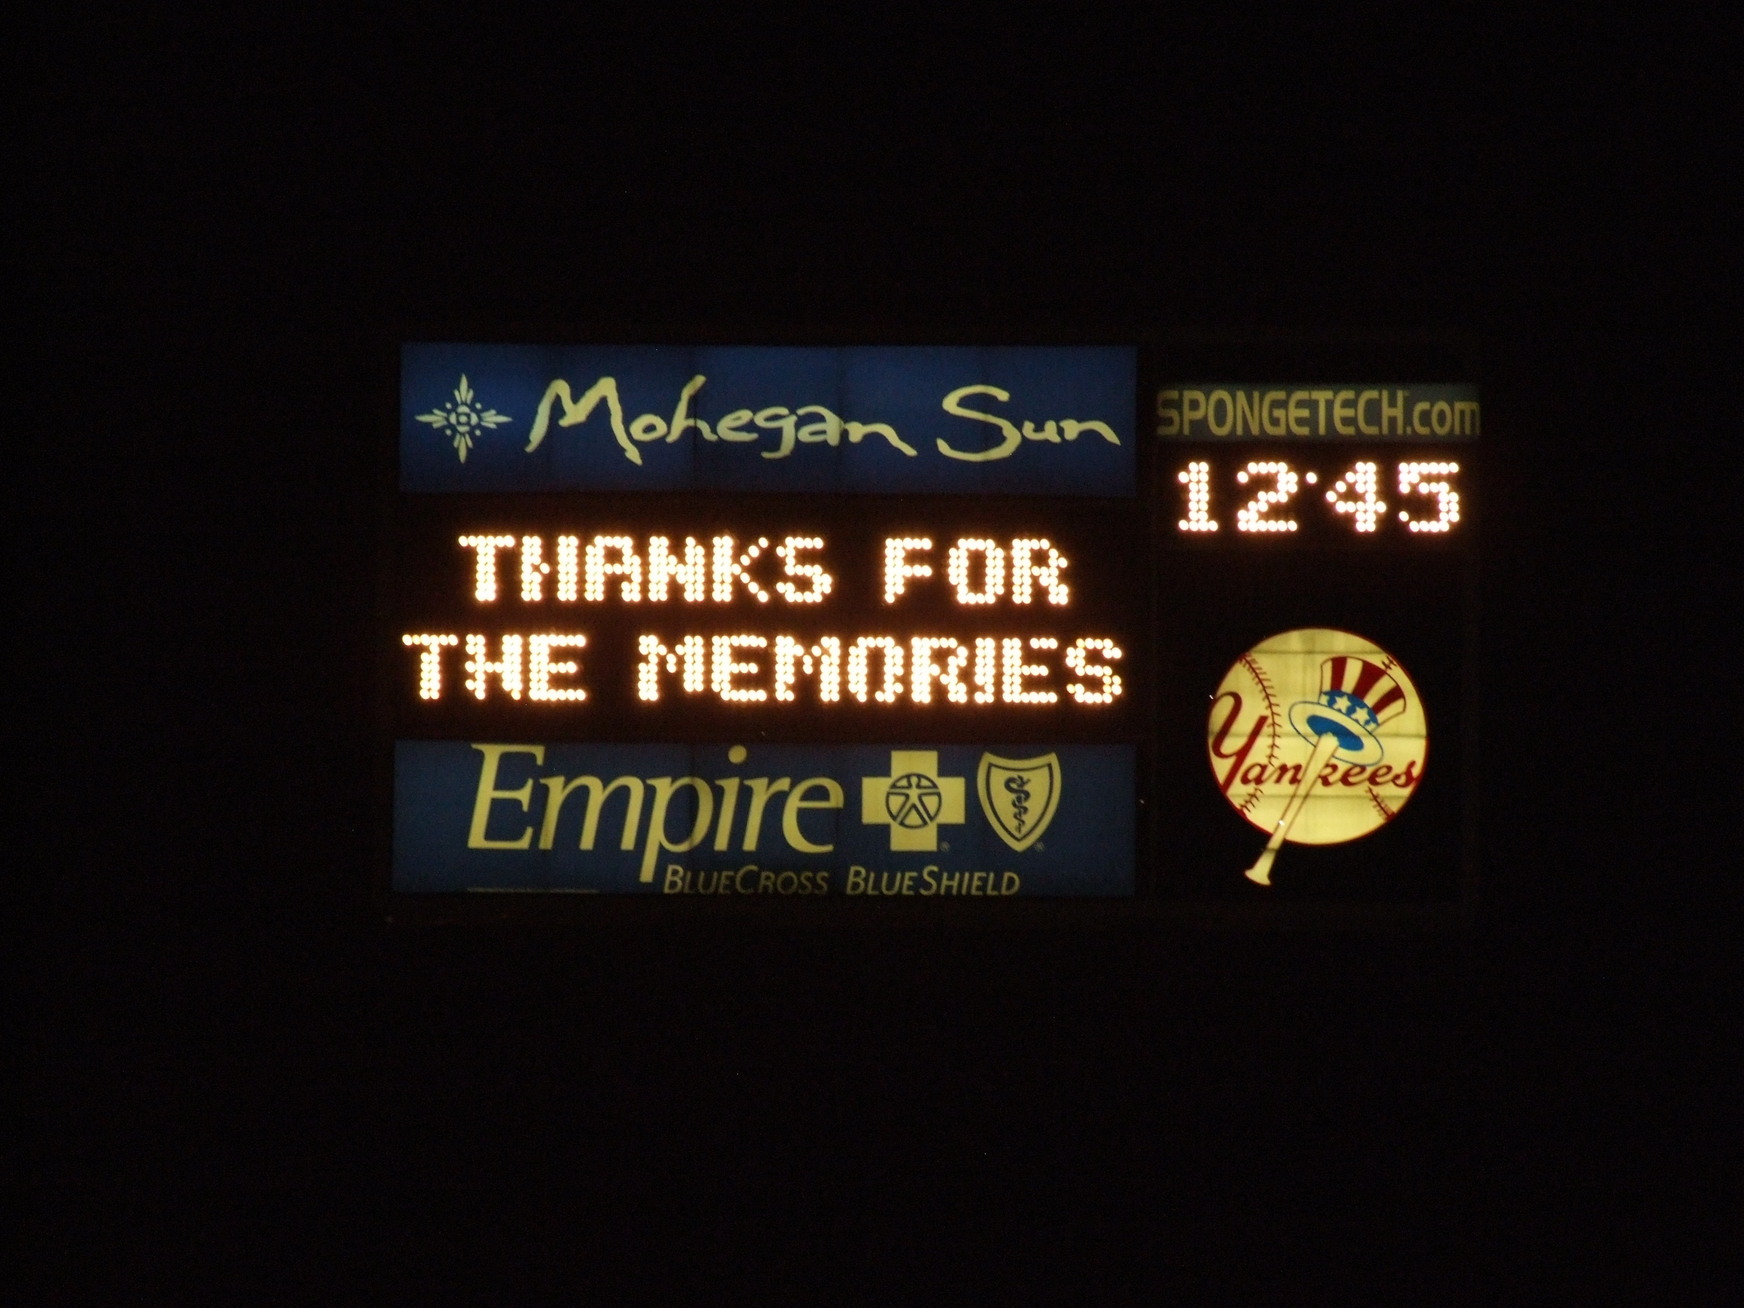 Mohegan Sun
SPONGETECH.com
12:45
THANKS FOR
THE MEMORIES
Yankees
Empire
BLUECROSS BLUESHIELD